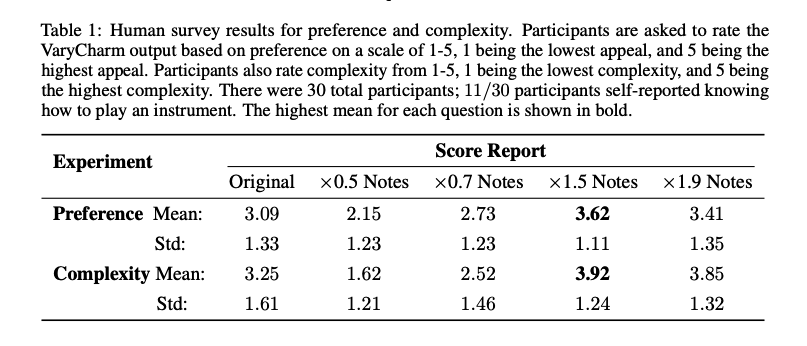 Table 1: Human survey results for preference and complexity. Participants are asked to rate the
VaryCharm output based on preference on a scale of 1-5, 1 being the lowest appeal, and 5 being the
highest appeal. Participants also rate complexity from 1-5, 1 being the lowest complexity, and 5 being
the highest complexity. There were 30 total participants; 11/30 participants self-reported knowing
how to play an instrument. The highest mean for each question is shown in bold.
Experiment Score Report
Original ×0.5 Notes ×0.7 Notes ×1.5 Notes ×1.9 Notes
Preference Mean: 3.09 2.15 2.73 3.62 3.41
Std: 1.33 1.23 1.23 1.11 1.35
Complexity Mean: 3.25 1.62 2.52 3.92 3.85
Std: 1.61 1.21 1.46 1.24 1.32